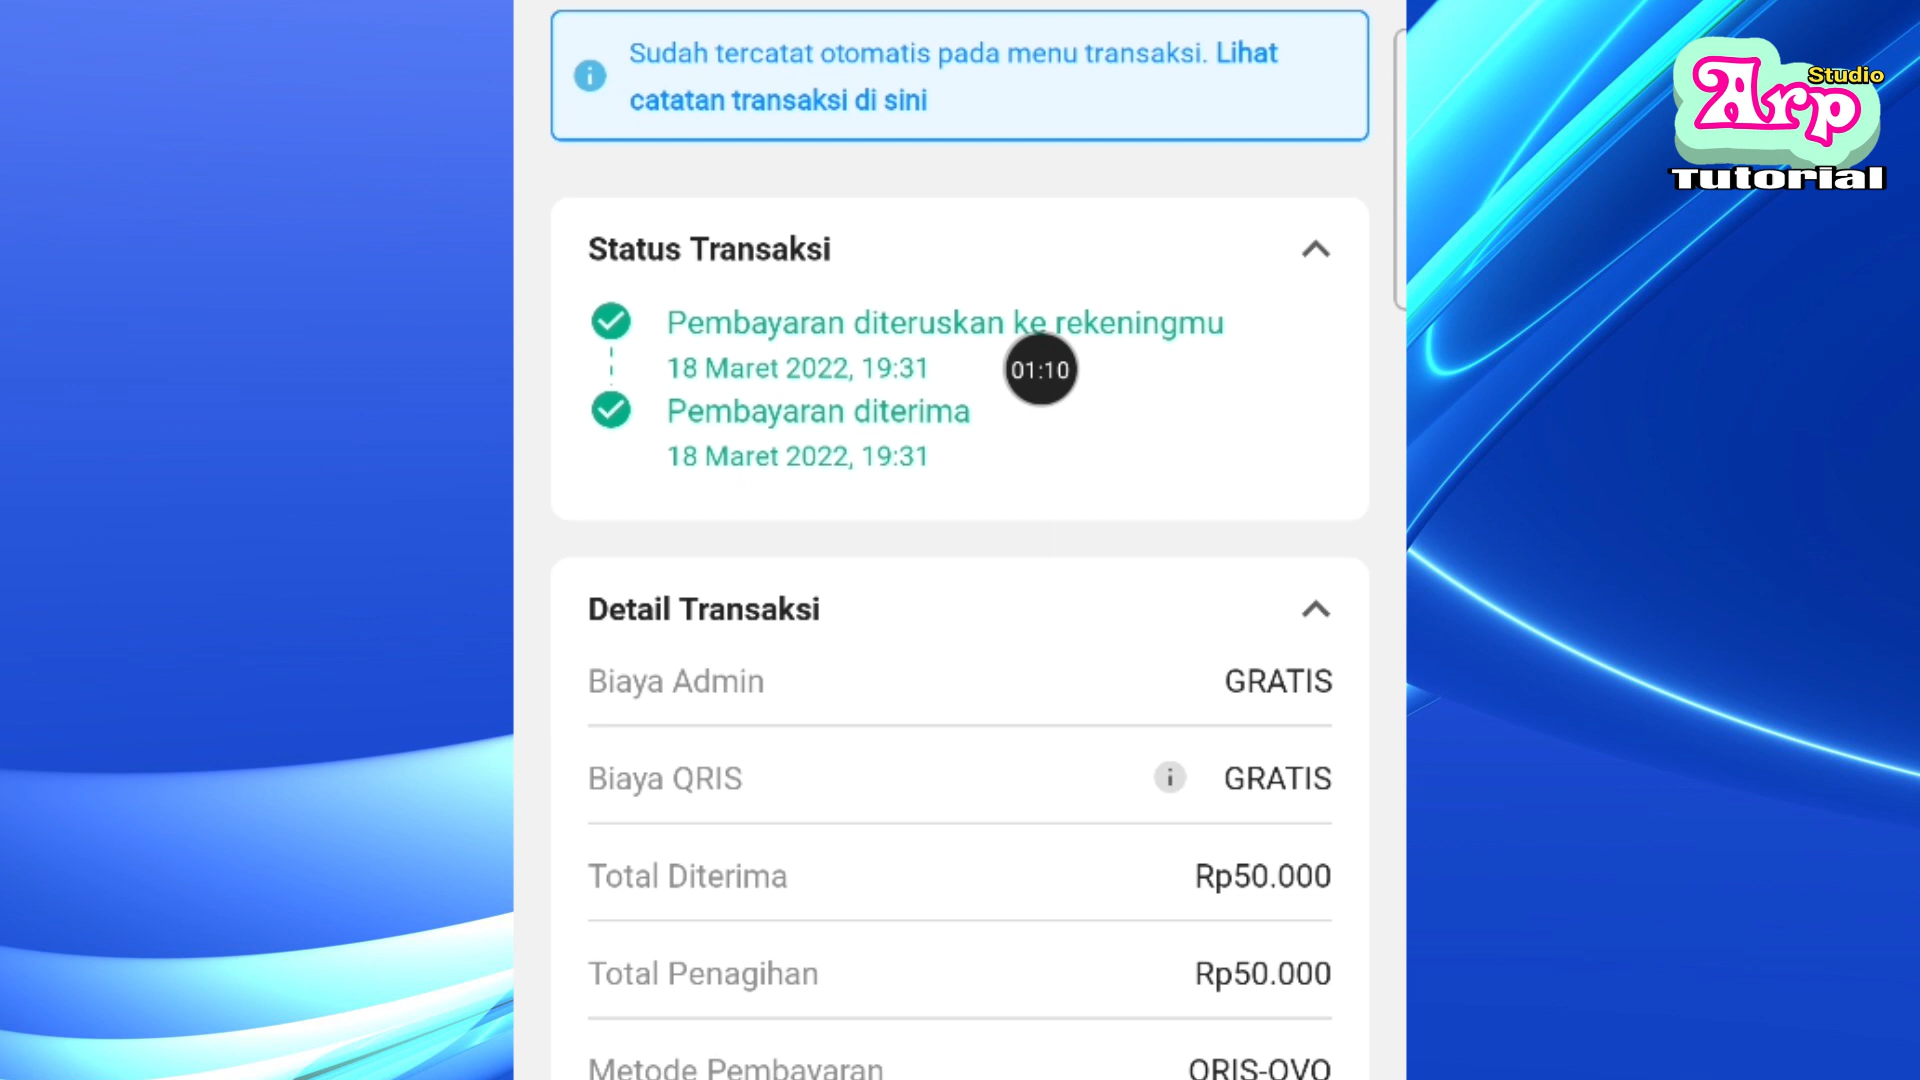 Sudah tercatat otomatis pada menu transaksi. Lihat
catatan transaksi di sini
Studio
Arp
Tutorial
Status Transaksi
Pembayaran diteruskan ke rekeningmu
18 Maret 2022, 19:31
01:10
Pembayaran diterima
18 Maret 2022, 19:31
Detail Transaksi
Biaya Admin GRATIS
Biaya QRIS i GRATIS
Total Diterima Rp50.000
Total Penagihan Rp50.000
Metode Pembayaran QRIS-OVO